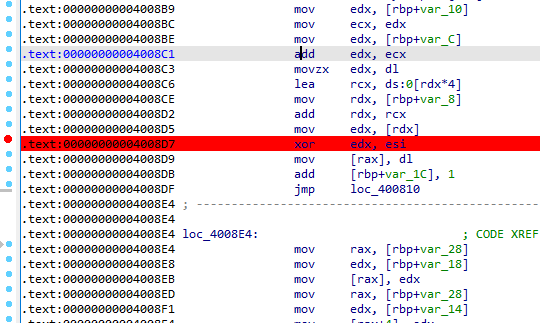 .text:00000000004008B9 mov edx, [rbp+var_10]
.text:00000000004008BC mov ecx, edx
.text:00000000004008BE mov edx, [rbp+var_C]
.text:00000000004008C1 add edx, ecx
.text:00000000004008C3 movzx edx, dl
.text:00000000004008C6 lea rcx, ds:0[rdx*4]
.text:00000000004008CE mov rdx, [rbp+var_8]
.text:00000000004008D2 add rdx, rcx
.text:00000000004008D5 mov edx, [rdx]
.text:00000000004008D7 xor edx, esi
.text:00000000004008D9 mov [rax], dl
.text:00000000004008DB add [rbp+var_1C], 1
.text:00000000004008DF jmp loc_400810
.text:00000000004008E4 ; ---------------------------------------------------------------------------
.text:00000000004008E4
.text:00000000004008E4 loc_4008E4: ; CODE XREF
.text:00000000004008E4 mov rax, [rbp+var_28]
.text:00000000004008E8 mov edx, [rbp+var_18]
.text:00000000004008EB mov [rax], edx
.text:00000000004008ED mov rax, [rbp+var_28]
.text:00000000004008F1 mov edx, [rbp+var_14]